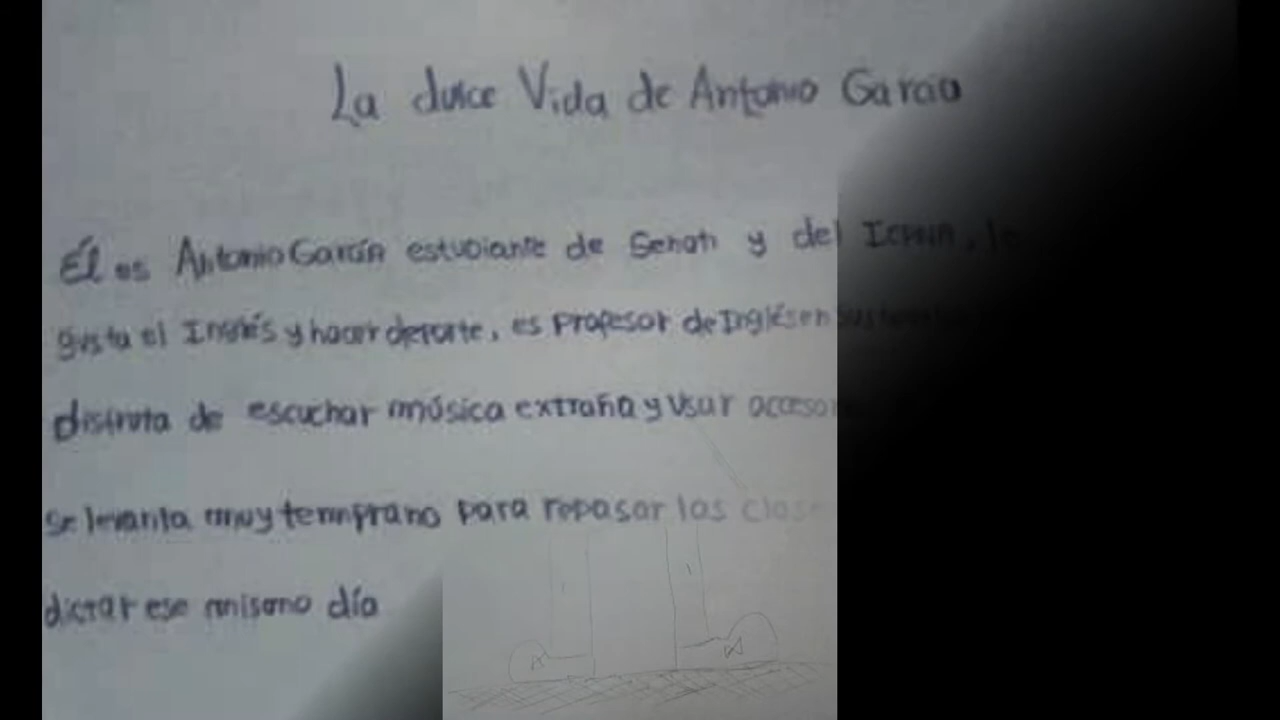 La dulce Vida de Antonio Garcia
Él es Antonio García estudiante de Senati y del Icpna, le
gusta el Inglés y hacer deporte, es Profesor de Inglés en
disfruta de escuchar música extraña y usar
se levanta muy temprano para repasar las
dictar ese mismo día